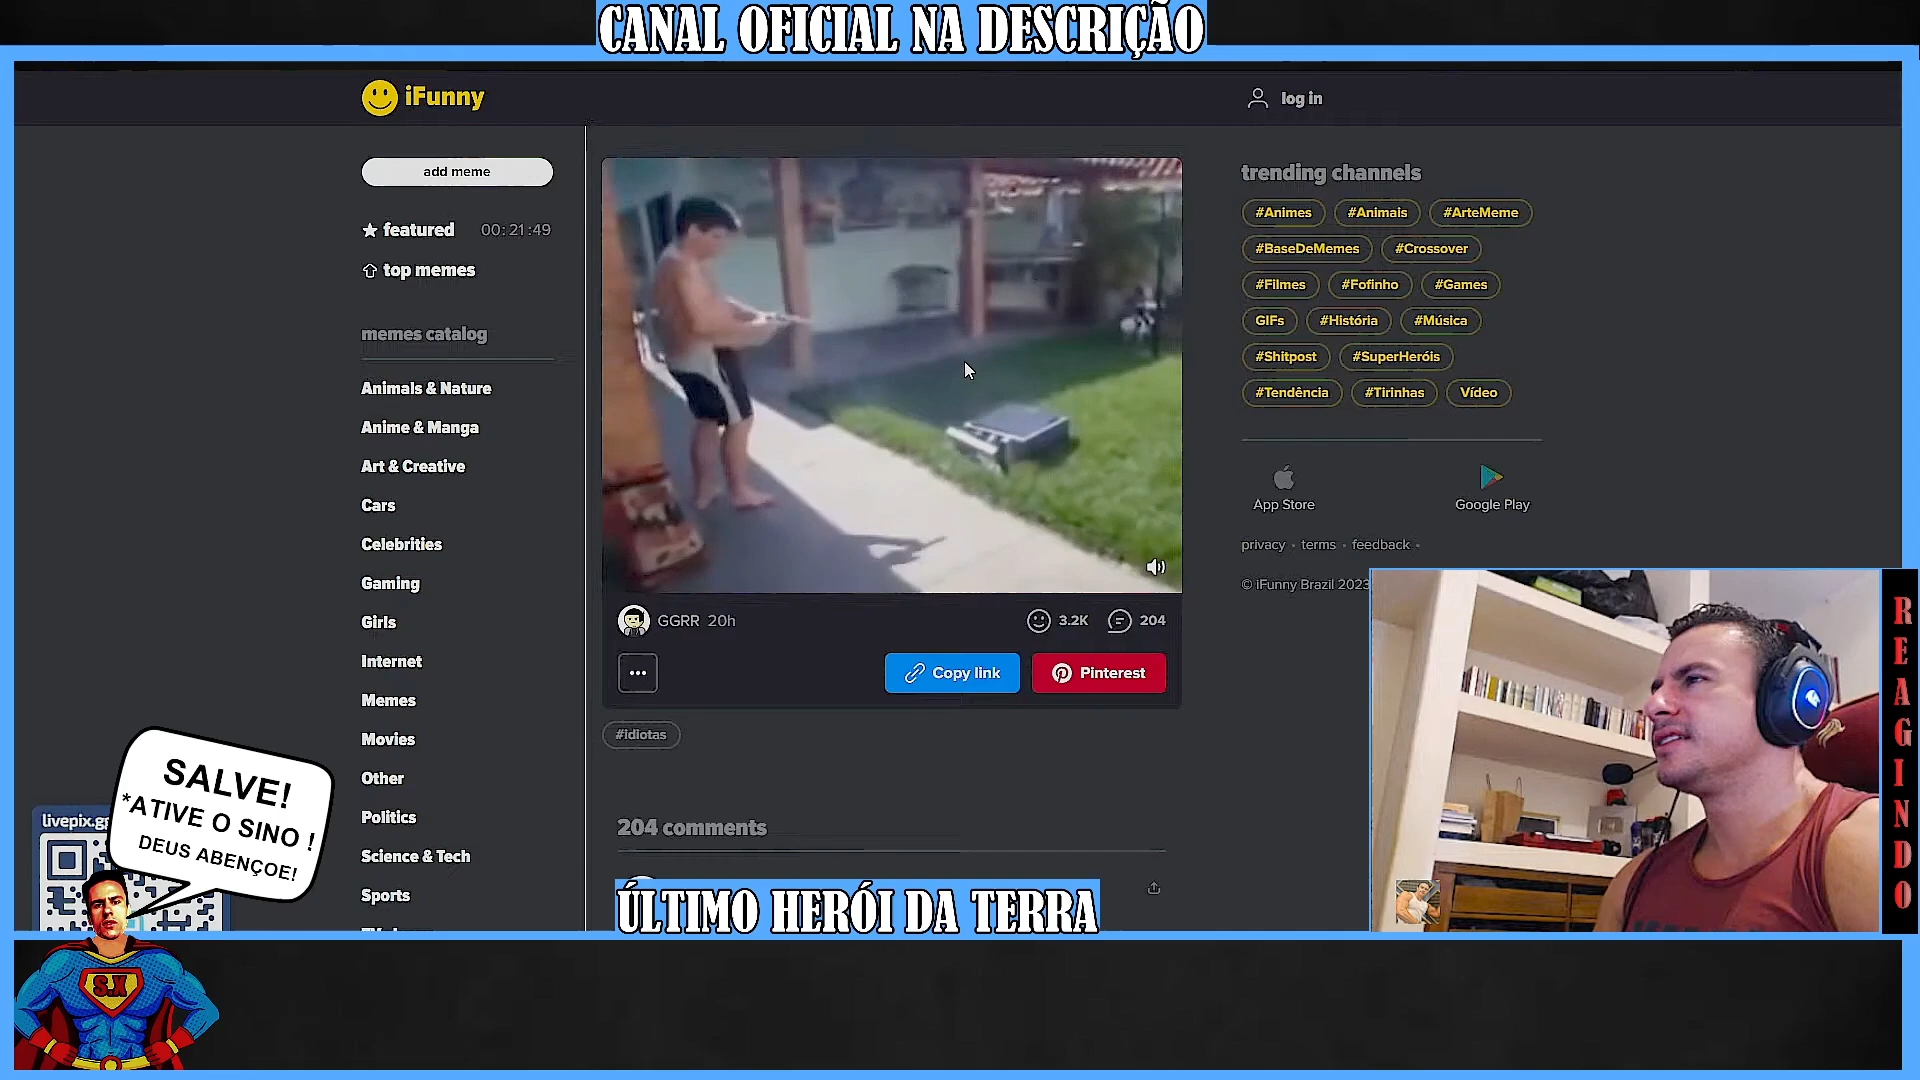 CANAL OFICIAL NA DESCRIÇÃO
iFunny
log in
add meme
featured 00:21:49
top memes
memes catalog
Animals & Nature
Anime & Manga
Art & Creative
Cars
Celebrities
Gaming
Girls
Internet
Memes
Movies
Other
Politics
Science & Tech
Sports
GGRR 20h
3.2K 204
Copy link
Pinterest
#idiotas
204 comments
trending channels
#Animes #Animais #ArteMeme
#BaseDeMemes #Crossover
#Filmes #Fofinho #Games
GIFs #História #Música
#Shitpost #SuperHeróis
#Tendência #Tirinhas Vídeo
App Store Google Play
privacy • terms • feedback •
© iFunny Brazil 2023
REAGINDO
livepix.gg
SALVE!
*ATIVE O SINO !
DEUS ABENÇOE!
S.X
ÚLTIMO HERÓI DA TERRA